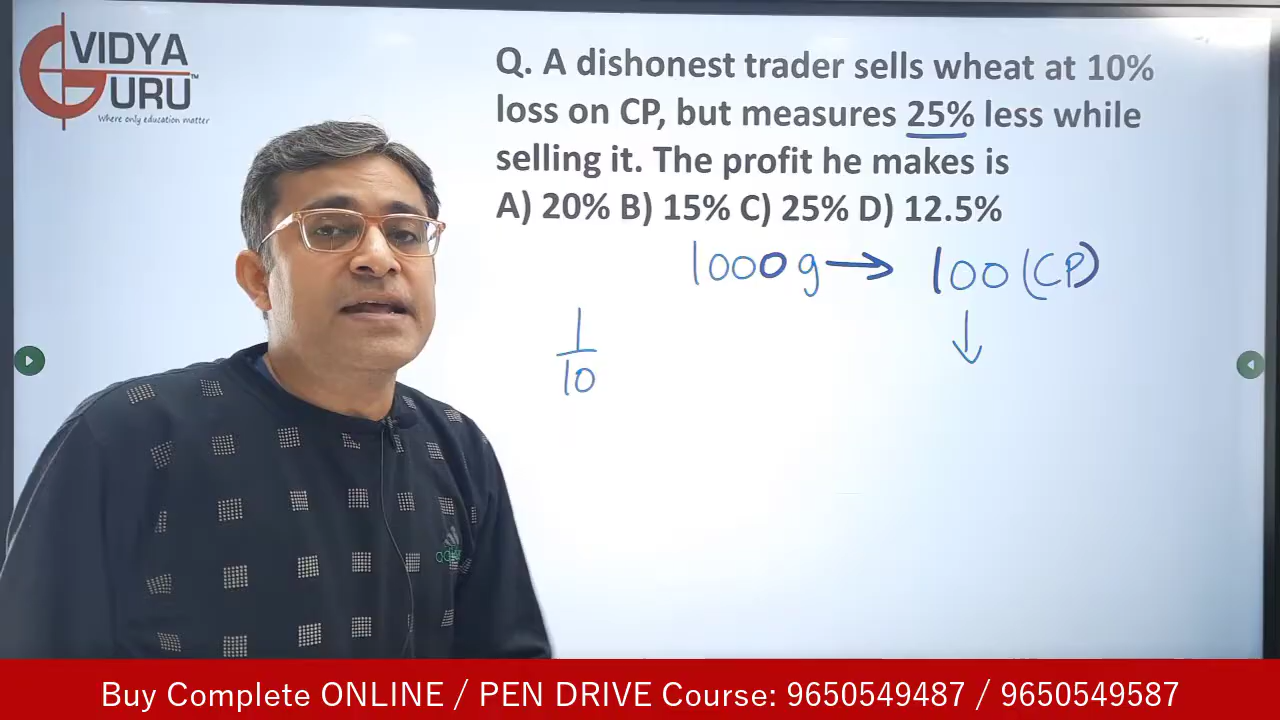 VIDYA
GURU™
Where only education matter
Q. A dishonest trader sells wheat at 10%
loss on CP, but measures 25% less while
selling it. The profit he makes is
A) 20% B) 15% C) 25% D) 12.5%
1000g → 100 (CP)
↓
1
10
adidas
Buy Complete ONLINE / PEN DRIVE Course: 9650549487 / 9650549587